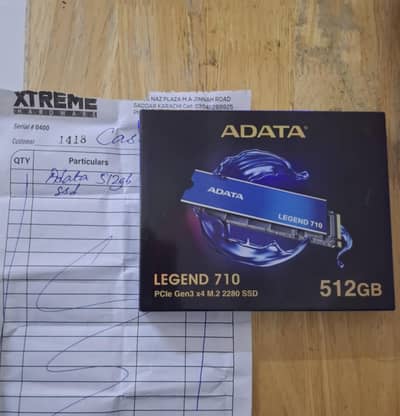 XTREME
HARDWARE
NAZ PLAZA M.A JINNAH ROAD
SADDAR KARACHI
Serial # 0400
Customer 1418 Cas
QTY Particulars
Adata 512gb
ssd
ADATA
ADATA
LEGEND 710
LEGEND 710
PCIe Gen3 x4 M.2 2280 SSD
512GB